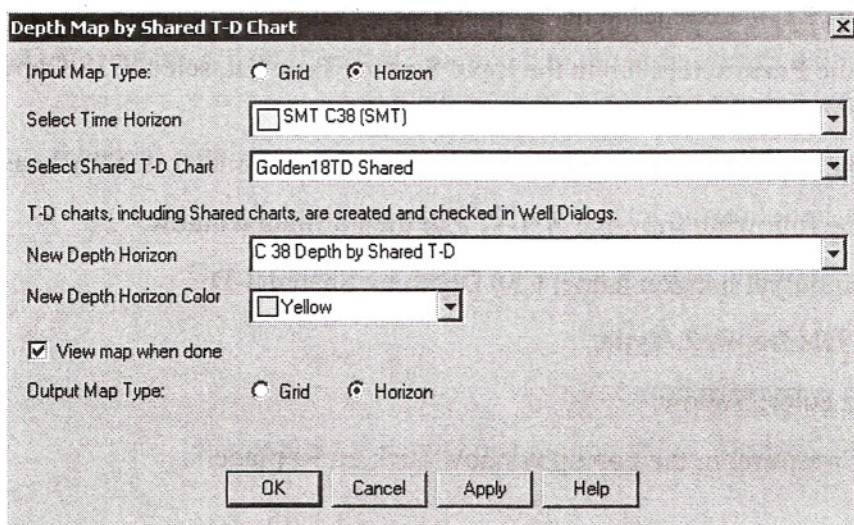 Depth Map by Shared T-D Chart
Input Map Type: Grid Horizon
Select Time Horizon SMT C38 (SMT)
Select Shared T-D Chart Golden18TD Shared
T-D charts, including Shared charts, are created and checked in Well Dialogs.
New Depth Horizon C 38 Depth by Shared T-D
New Depth Horizon Color Yellow
View map when done
Output Map Type: Grid Horizon
OK Cancel Apply Help